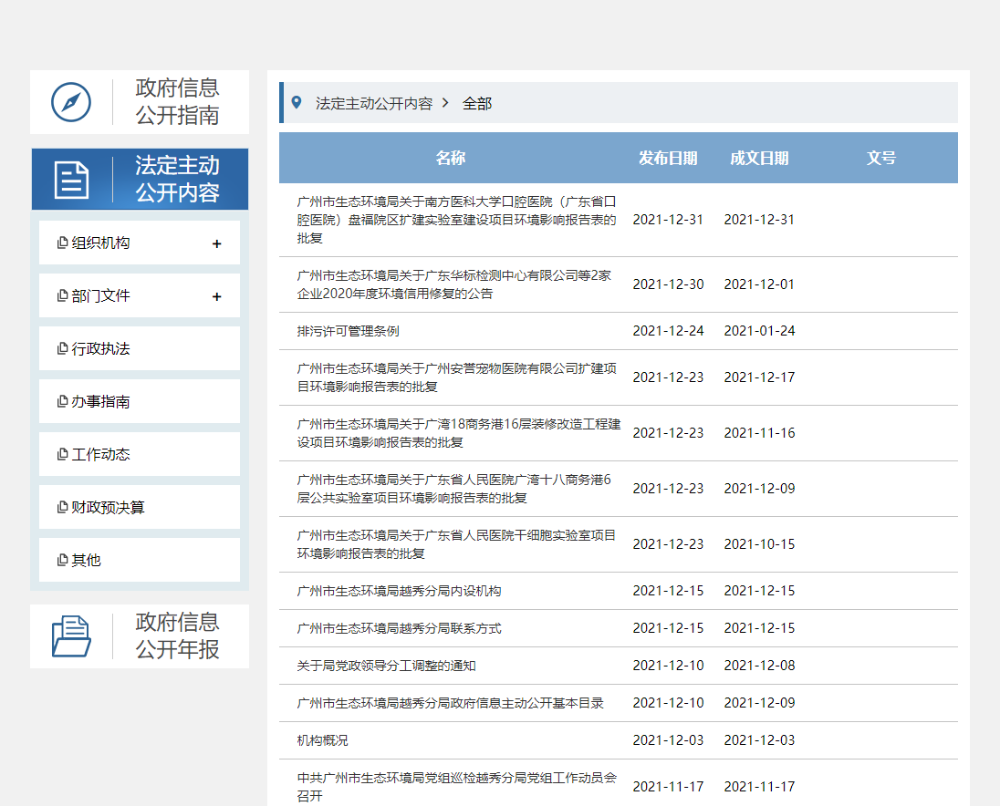 政府信息
公开指南
法定主动
公开内容
组织机构 +
部门文件 +
行政执法
办事指南
工作动态
财政预决算
其他
政府信息
公开年报
法定主动公开内容 > 全部
名称 发布日期 成文日期 文号
广州市生态环境局关于南方医科大学口腔医院（广东省口
腔医院）盘福院区扩建实验室建设项目环境影响报告表的
批复
2021-12-31 2021-12-31
广州市生态环境局关于广东华标检测中心有限公司等2家
企业2020年度环境信用修复的公告
2021-12-30 2021-12-01
排污许可管理条例 2021-12-24 2021-01-24
广州市生态环境局关于广州安菩宠物医院有限公司扩建项
目环境影响报告表的批复
2021-12-23 2021-12-17
广州市生态环境局关于广湾18商务港16层装修改造工程建
设项目环境影响报告表的批复
2021-12-23 2021-11-16
广州市生态环境局关于广东省人民医院广湾十八商务港6
层公共实验室项目环境影响报告表的批复
2021-12-23 2021-12-09
广州市生态环境局关于广东省人民医院干细胞实验室项目
环境影响报告表的批复
2021-12-23 2021-10-15
广州市生态环境局越秀分局内设机构 2021-12-15 2021-12-15
广州市生态环境局越秀分局联系方式 2021-12-15 2021-12-15
关于局党政领导分工调整的通知 2021-12-10 2021-12-08
广州市生态环境局越秀分局政府信息主动公开基本目录 2021-12-10 2021-12-09
机构概况 2021-12-03 2021-12-03
中共广州市生态环境局党组巡检越秀分局党组工作动员会
召开
2021-11-17 2021-11-17